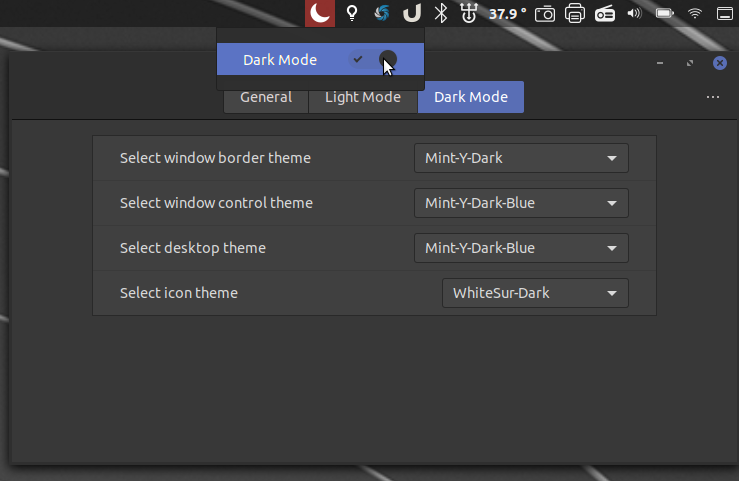 37.9 °
Dark Mode
General Light Mode Dark Mode
Select window border theme Mint-Y-Dark
Select window control theme Mint-Y-Dark-Blue
Select desktop theme Mint-Y-Dark-Blue
Select icon theme WhiteSur-Dark